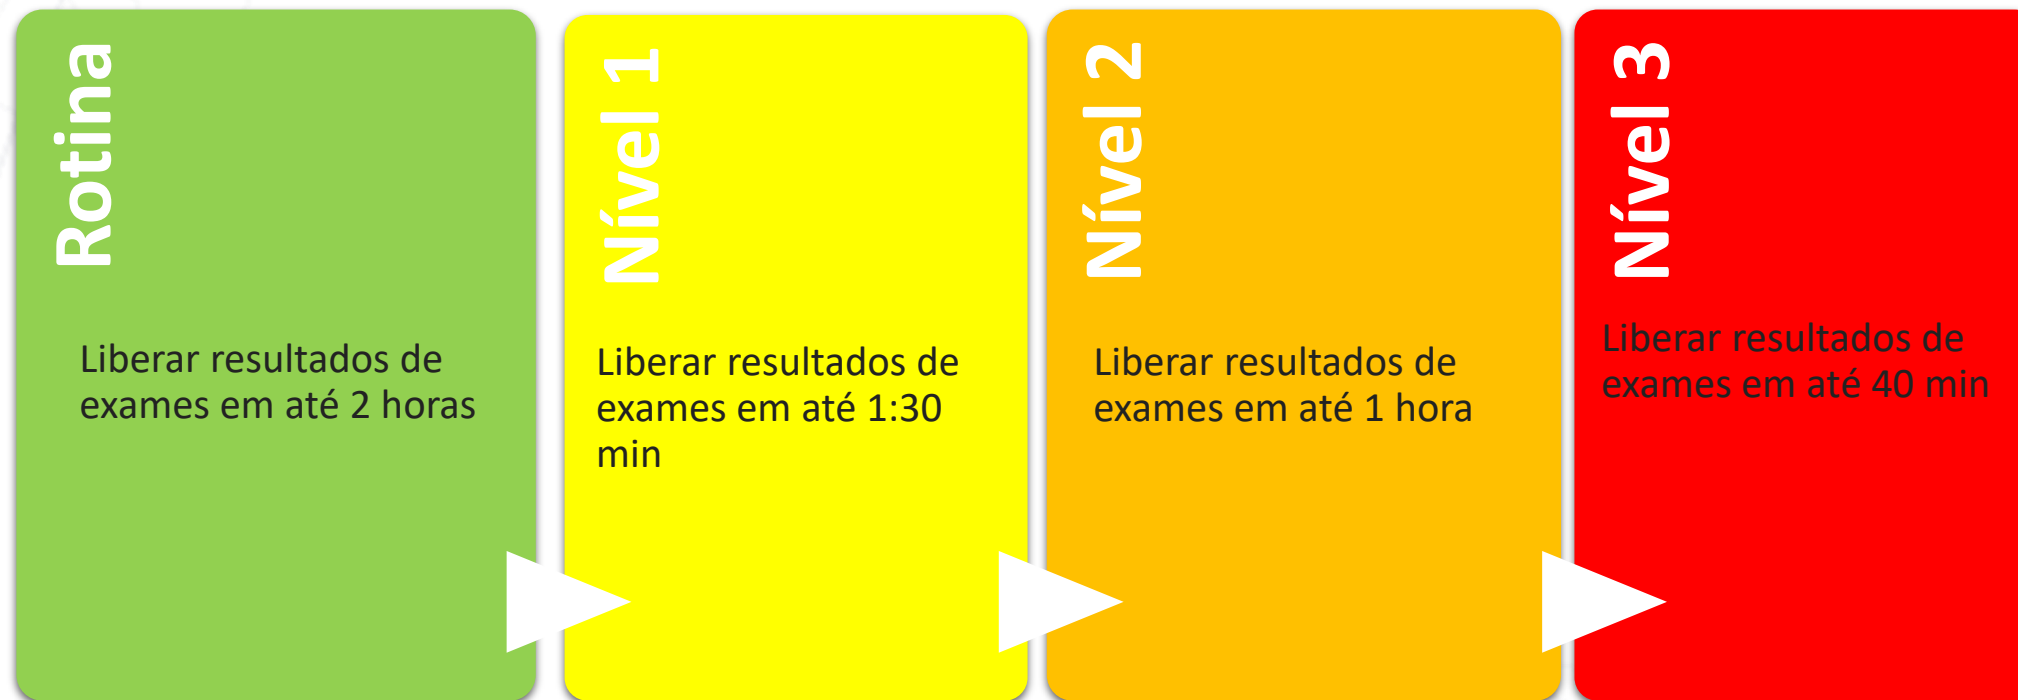 Rotina
Liberar resultados de
exames em até 2 horas
Nível 1
Liberar resultados de
exames em até 1:30
min
Nível 2
Liberar resultados de
exames em até 1 hora
Nível 3
Liberar resultados de
exames em até 40 min